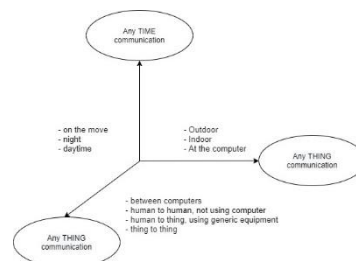 Any TIME
communication
- on the move
- night
- daytime
- Outdoor
- Indoor
- At the computer
Any THING
communication
- between computers
- human to human, not using computer
- human to thing, using generic equipment
- thing to thing
Any THING
communication